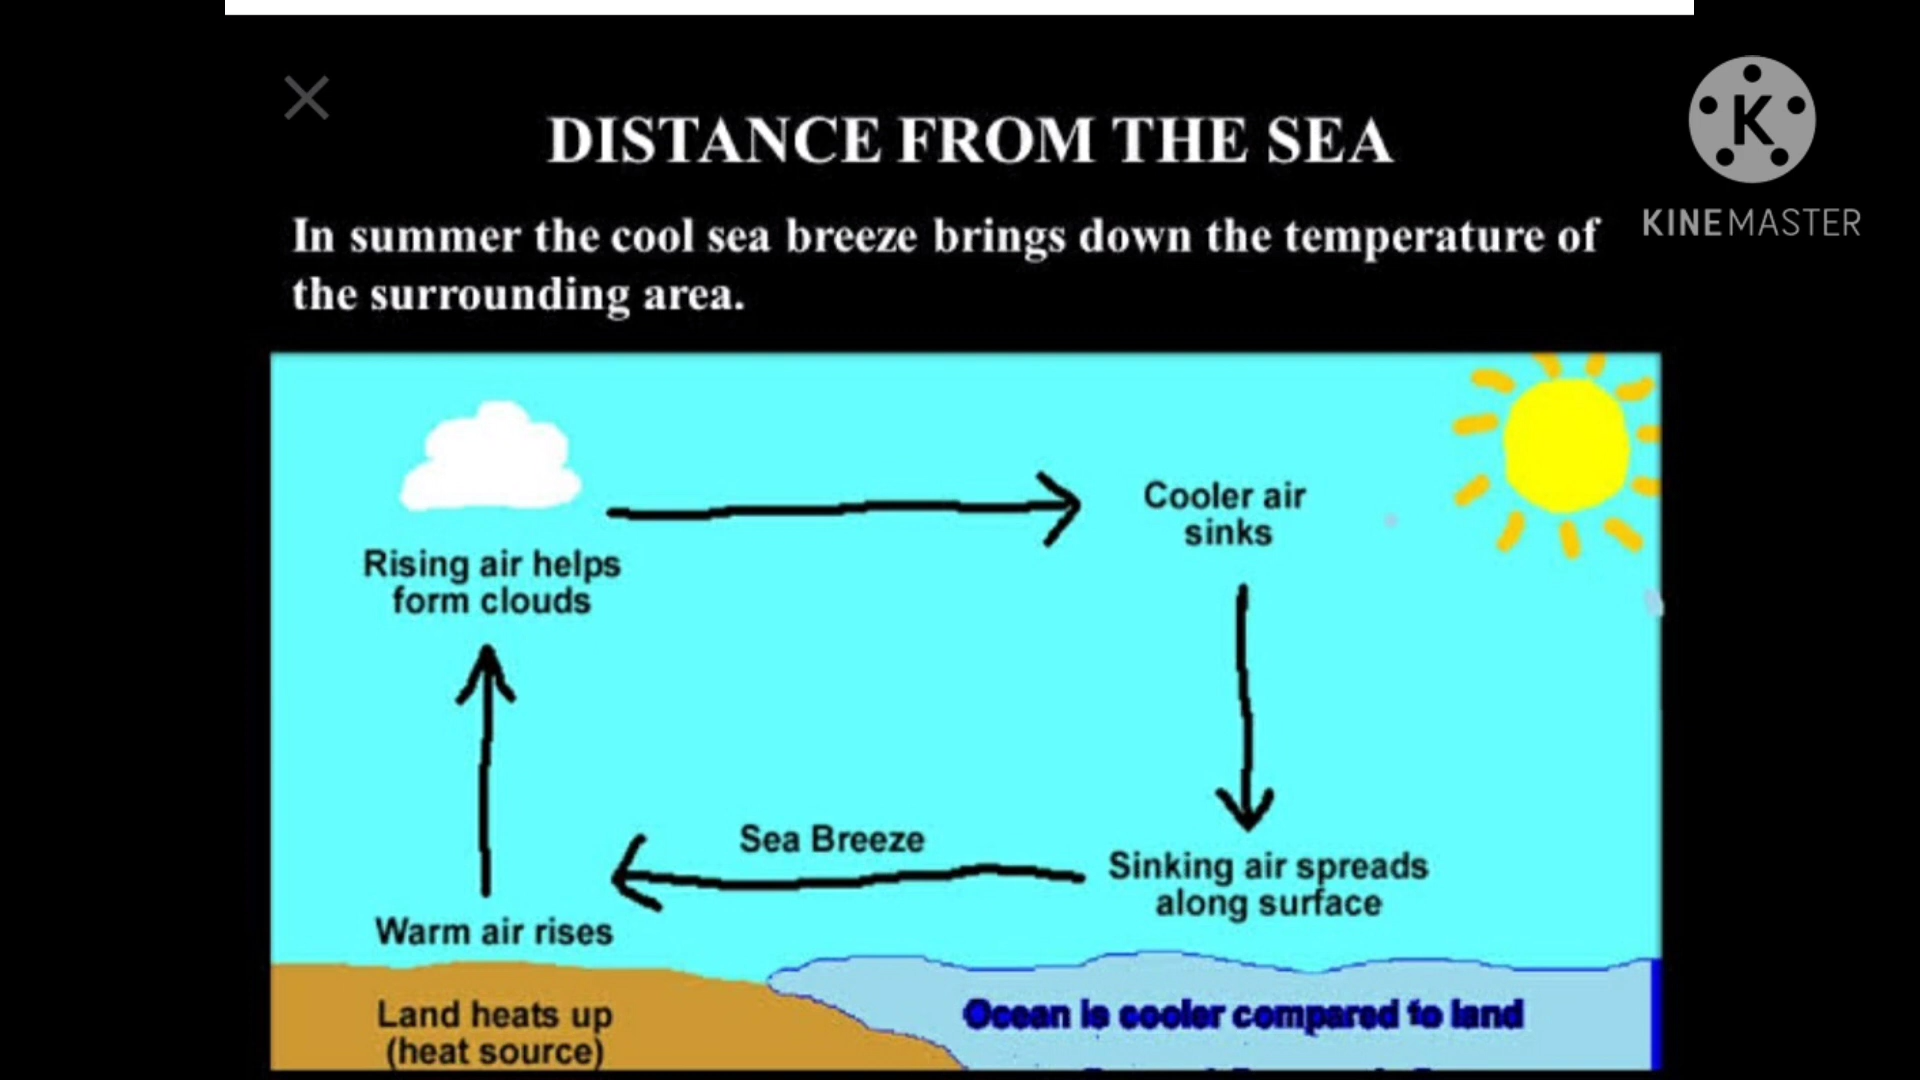 DISTANCE FROM THE SEA
KINEMASTER
In summer the cool sea breeze brings down the temperature of
the surrounding area.
Cooler air
sinks
Rising air helps
form clouds
Sea Breeze
Sinking air spreads
along surface
Warm air rises
Land heats up
(heat source)
Ocean is cooler compared to land